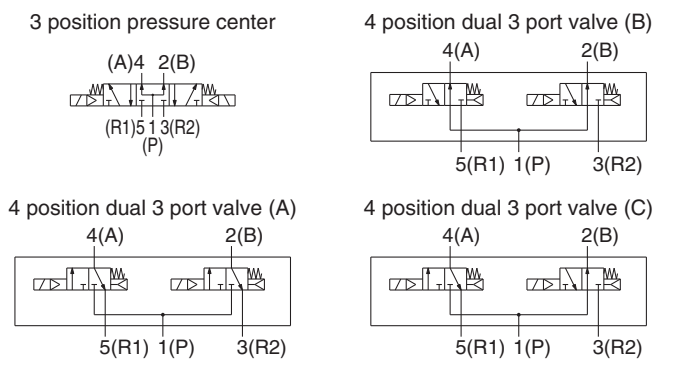 3 position pressure center
(A)4 2(B)
(R1)5 1 3(R2)
(P)
4 position dual 3 port valve (B)
4(A) 2(B)
5(R1) 1(P) 3(R2)
4 position dual 3 port valve (A)
4(A) 2(B)
5(R1) 1(P) 3(R2)
4 position dual 3 port valve (C)
4(A) 2(B)
5(R1) 1(P) 3(R2)